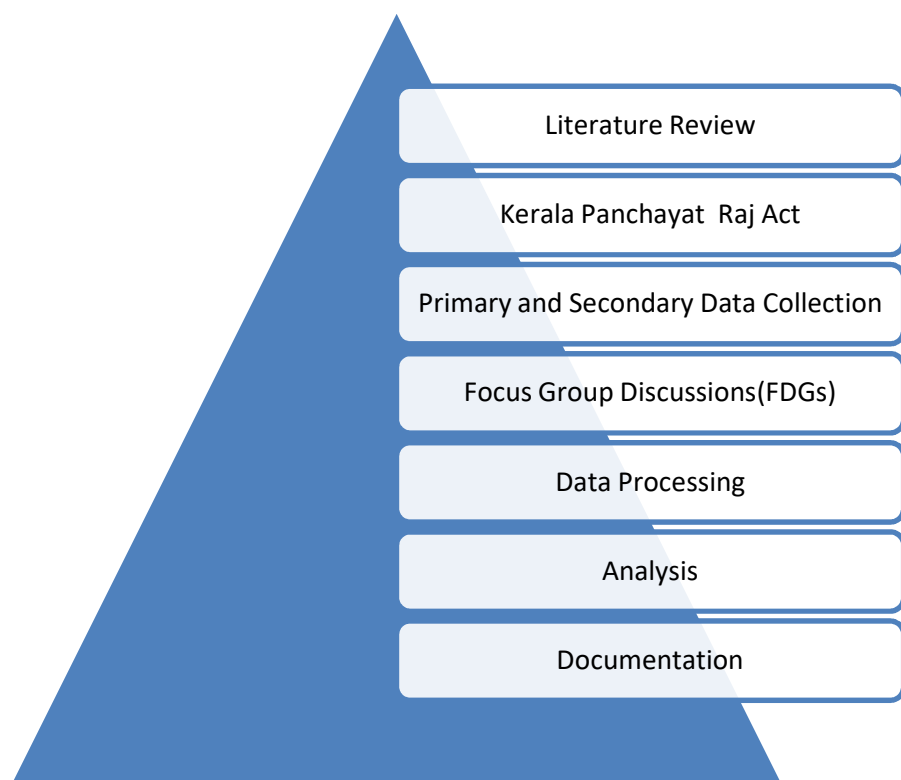 Literature Review
Kerala Panchayat  Raj Act
Primary and Secondary Data Collection
Focus Group Discussions(FDGs)
Data Processing
Analysis
Documentation